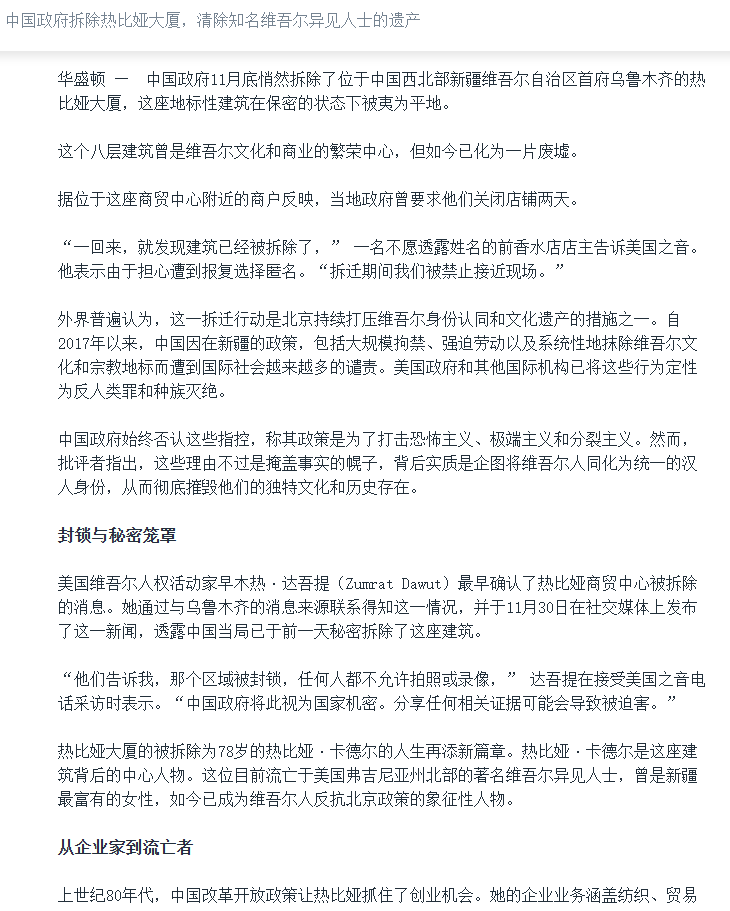 中国政府拆除热比娅大厦，清除知名维吾尔异见人士的遗产
华盛顿 — 中国政府11月底悄然拆除了位于中国西北部新疆维吾尔自治区首府乌鲁木齐的热
比娅大厦，这座地标性建筑在保密的状态下被夷为平地。
这个八层建筑曾是维吾尔文化和商业的繁荣中心，但如今已化为一片废墟。
据位于这座商贸中心附近的商户反映，当地政府曾要求他们关闭店铺两天。
“一回来，就发现建筑已经被拆除了，” 一名不愿透露姓名的前香水店店主告诉美国之音。
他表示由于担心遭到报复选择匿名。“拆迁期间我们被禁止接近现场。”
外界普遍认为，这一拆迁行动是北京持续打压维吾尔身份认同和文化遗产的措施之一。自
2017年以来，中国因在新疆的政策，包括大规模拘禁、强迫劳动以及系统性地抹除维吾尔文
化和宗教地标而遭到国际社会越来越多的谴责。美国政府和其他国际机构已将这些行为定性
为反人类罪和种族灭绝。
中国政府始终否认这些指控，称其政策是为了打击恐怖主义、极端主义和分裂主义。然而，
批评者指出，这些理由不过是掩盖事实的幌子，背后实质是企图将维吾尔人同化为统一的汉
人身份，从而彻底摧毁他们的独特文化和历史存在。
封锁与秘密笼罩
美国维吾尔人权活动家早木热·达吾提（Zumrat Dawut）最早确认了热比娅商贸中心被拆除
的消息。她通过与乌鲁木齐的消息来源联系得知这一情况，并于11月30日在社交媒体上发布
了这一新闻，透露中国当局已于前一天秘密拆除了这座建筑。
“他们告诉我，那个区域被封锁，任何人都不允许拍照或录像，” 达吾提在接受美国之音电
话采访时表示。“中国政府将此视为国家机密。分享任何相关证据可能会导致被迫害。”
热比娅大厦的被拆除为78岁的热比娅·卡德尔的人生再添新篇章。热比娅·卡德尔是这座建
筑背后的中心人物。这位目前流亡于美国弗吉尼亚州北部的著名维吾尔异见人士，曾是新疆
最富有的女性，如今已成为维吾尔人反抗北京政策的象征性人物。
从企业家到流亡者
上世纪80年代，中国改革开放政策让热比娅抓住了创业机会。她的企业业务涵盖纺织、贸易